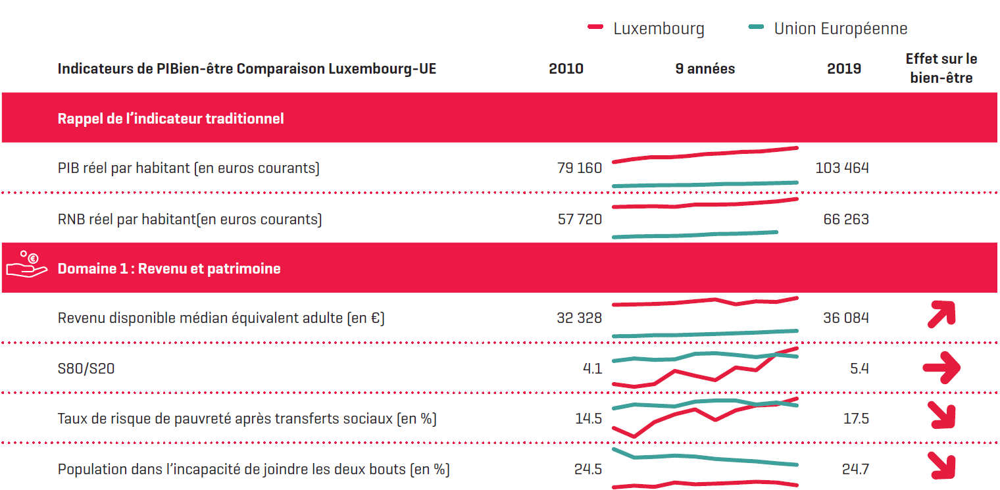 Luxembourg Union Européenne
Indicateurs de PIBien-être Comparaison Luxembourg-UE 2010 9 années 2019 Effet sur le bien-être
Rappel de l'indicateur traditionnel
PIB réel par habitant (en euros courants) 79 160 103 464
RNB réel par habitant(en euros courants) 57 720 66 263
€
Domaine 1 : Revenu et patrimoine
Revenu disponible médian équivalent adulte (en €) 32 328 36 084
S80/S20 4.1 5.4
Taux de risque de pauvreté après transferts sociaux (en %) 14.5 17.5
Population dans l'incapacité de joindre les deux bouts (en %) 24.5 24.7